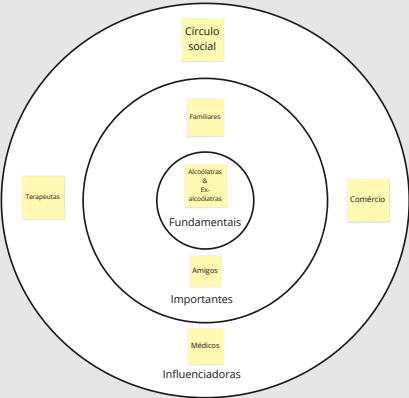 Círculo
social
Familiares
Alcoólatras
&
Ex-
alcoólatras
Terapeutas
Comércio
Fundamentais
Amigos
Importantes
Médicos
Influenciadoras